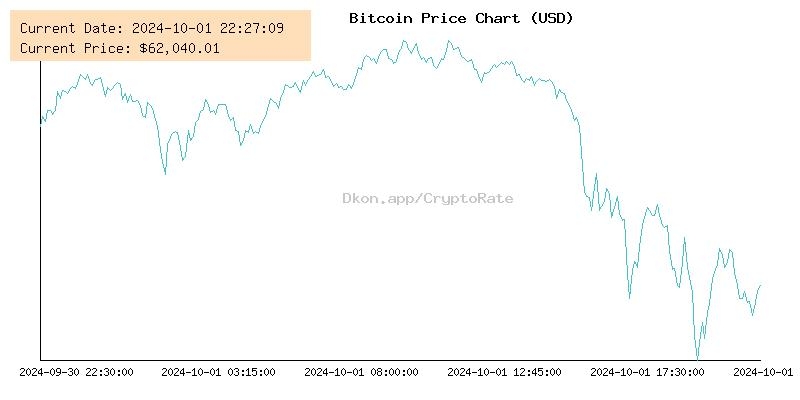 Bitcoin Price Chart (USD)
Current Date: 2024-10-01 22:27:09
Current Price: $62,040.01
Dkon.app/CryptoRate
2024-09-30 22:30:00 2024-10-01 03:15:00 2024-10-01 08:00:00 2024-10-01 12:45:00 2024-10-01 17:30:00 2024-10-01